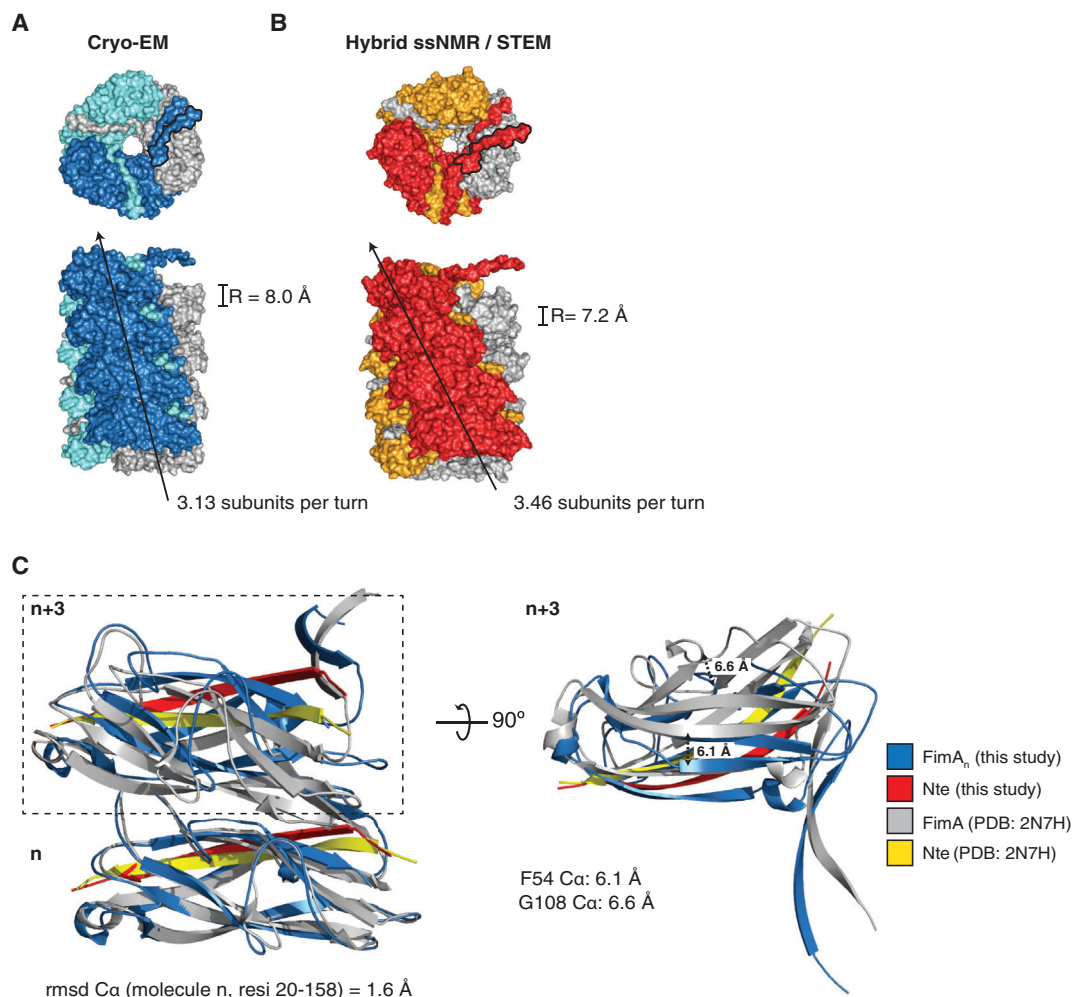 A
Cryo-EM
B
Hybrid ssNMR / STEM
R = 8.0 Å
R= 7.2 Å
3.13 subunits per turn
3.46 subunits per turn
C
n+3
n
rmsd Cα (molecule n, resi 20-158) = 1.6 Å
90º
n+3
6.6 Å
6.1 Å
F54 Cα: 6.1 Å
G108 Cα: 6.6 Å
FimAn (this study)
Nte (this study)
FimA (PDB: 2N7H)
Nte (PDB: 2N7H)